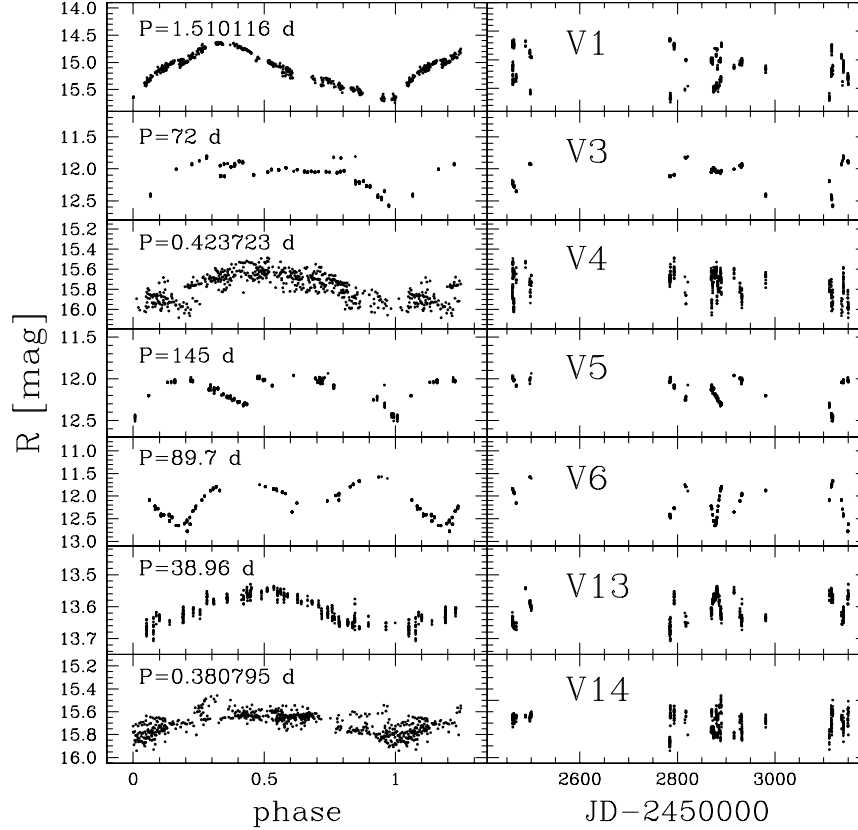 14.0
14.5
15.0
15.5
P=1.510116 d
V1
11.5
12.0
12.5
P=72 d
V3
15.2
15.4
15.6
15.8
16.0
P=0.423723 d
V4
11.5
12.0
12.5
P=145 d
V5
11.0
11.5
12.0
12.5
13.0
P=89.7 d
V6
13.5
13.6
13.7
P=38.96 d
V13
15.2
15.4
15.6
15.8
16.0
P=0.380795 d
V14
R [mag]
0 0.5 1
2600 2800 3000
phase
JD-2450000